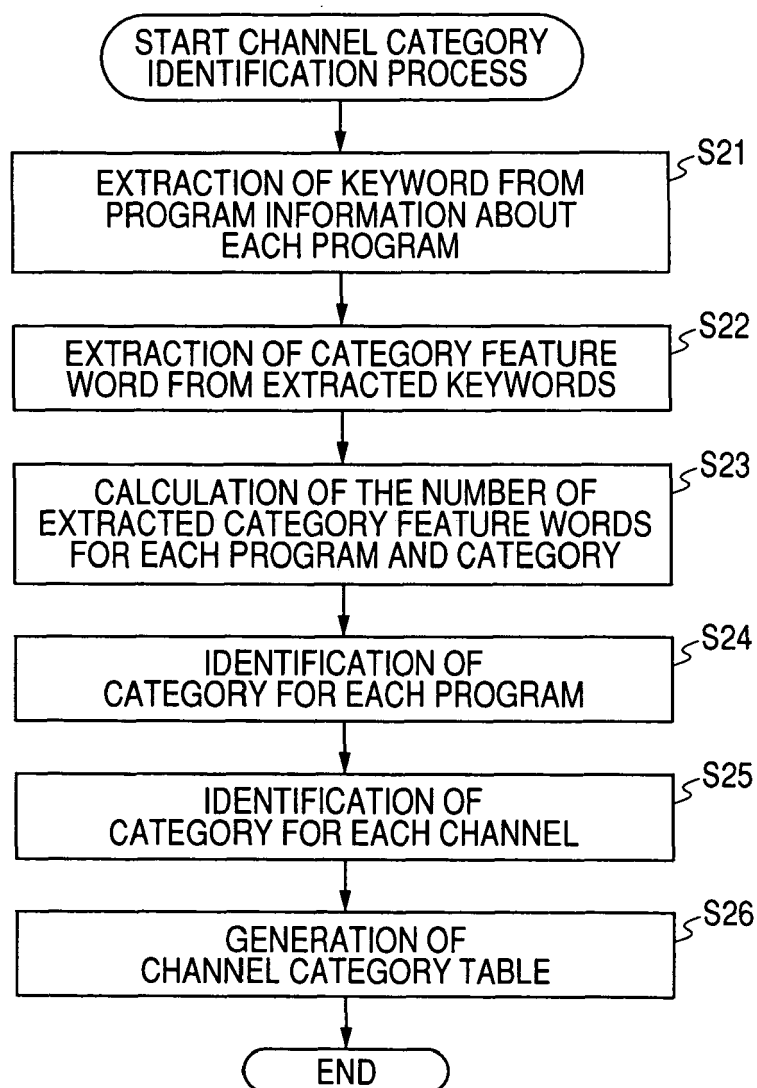 START CHANNEL CATEGORY
IDENTIFICATION PROCESS
S21
EXTRACTION OF KEYWORD FROM
PROGRAM INFORMATION ABOUT
EACH PROGRAM
S22
EXTRACTION OF CATEGORY FEATURE
WORD FROM EXTRACTED KEYWORDS
S23
CALCULATION OF THE NUMBER OF
EXTRACTED CATEGORY FEATURE WORDS
FOR EACH PROGRAM AND CATEGORY
S24
IDENTIFICATION OF
CATEGORY FOR EACH PROGRAM
S25
IDENTIFICATION OF
CATEGORY FOR EACH CHANNEL
S26
GENERATION OF
CHANNEL CATEGORY TABLE
END